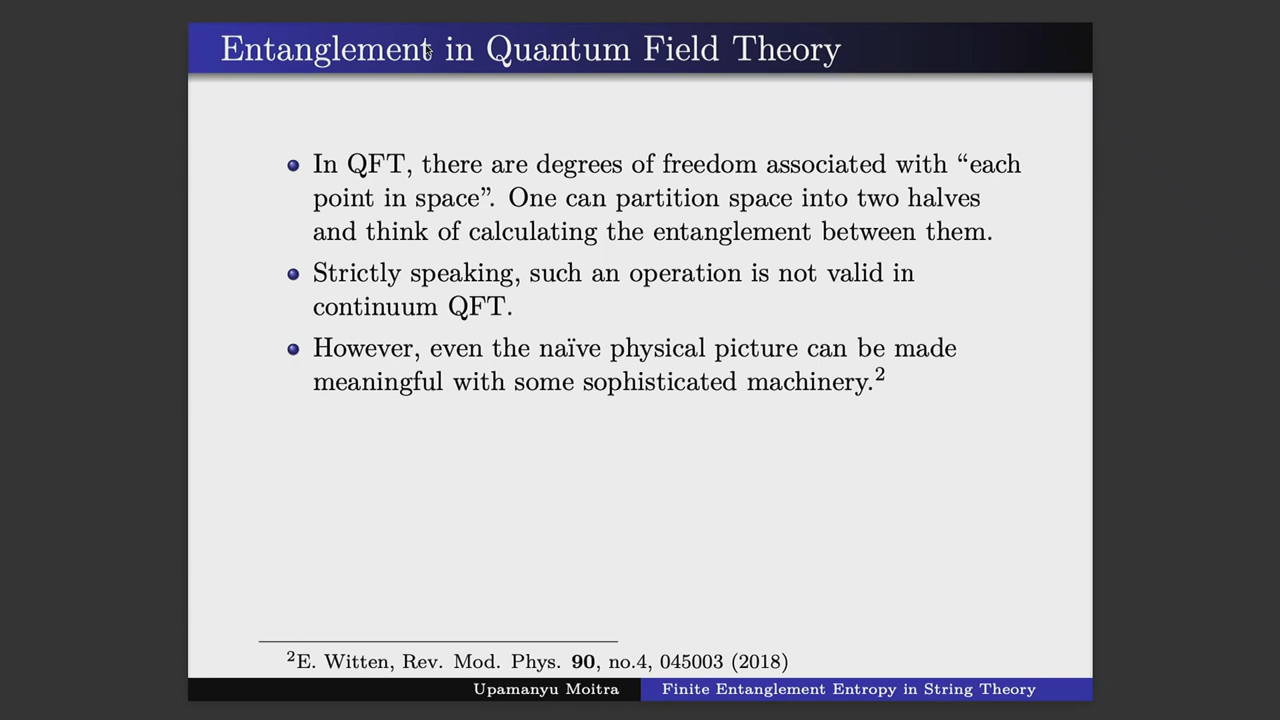 Entanglement in Quantum Field Theory
In QFT, there are degrees of freedom associated with “each
point in space”. One can partition space into two halves
and think of calculating the entanglement between them.
Strictly speaking, such an operation is not valid in
continuum QFT.
However, even the naïve physical picture can be made
meaningful with some sophisticated machinery.²
²E. Witten, Rev. Mod. Phys. 90, no.4, 045003 (2018)
Upamanyu Moitra
Finite Entanglement Entropy in String Theory